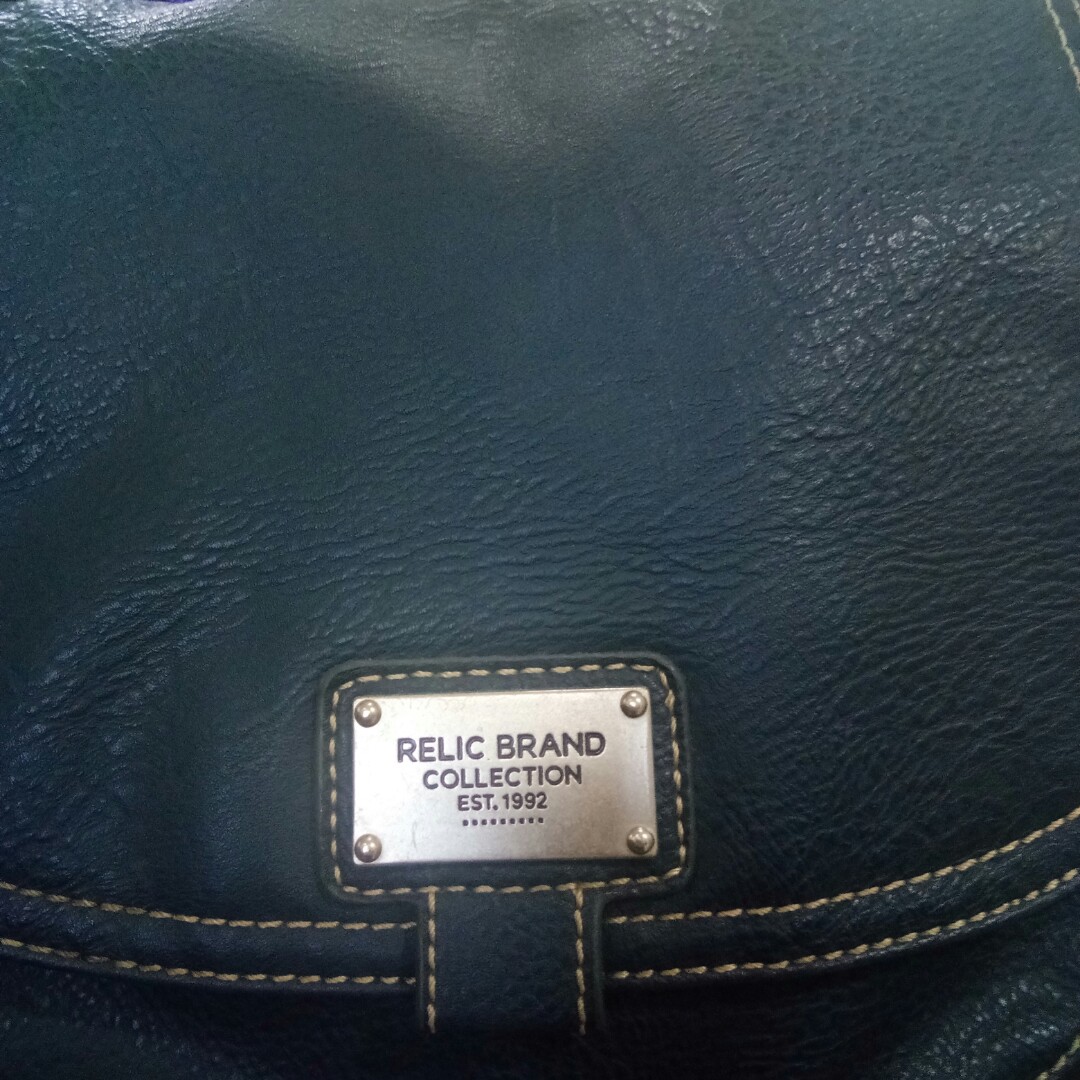 RELIC BRAND
COLLECTION
EST. 1992